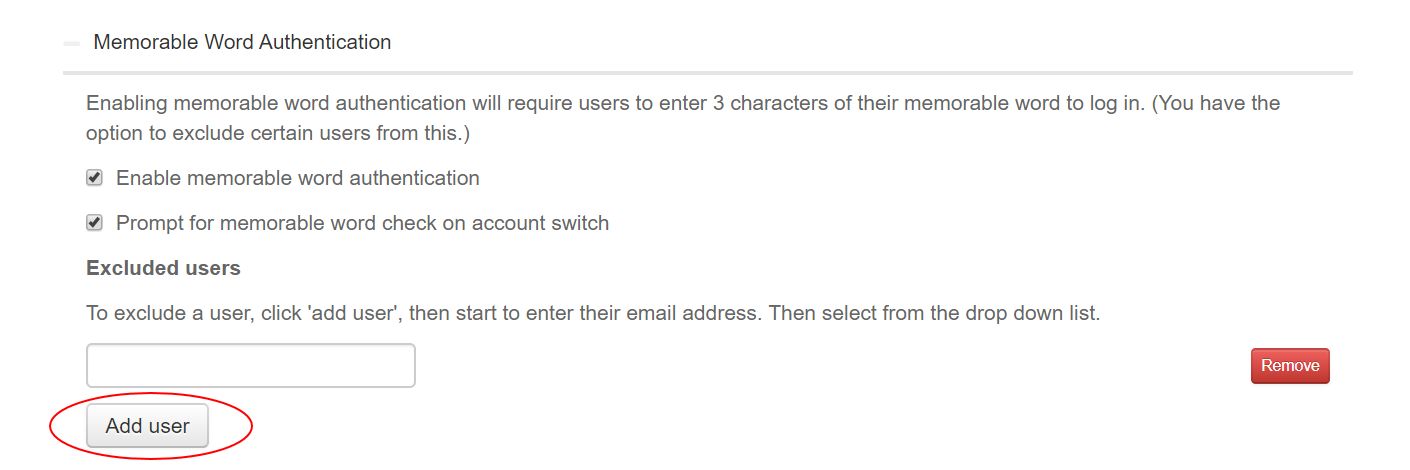 Memorable Word Authentication
Enabling memorable word authentication will require users to enter 3 characters of their memorable word to log in. (You have the
option to exclude certain users from this.)
Enable memorable word authentication
Prompt for memorable word check on account switch
Excluded users
To exclude a user, click 'add user', then start to enter their email address. Then select from the drop down list.
Remove
Add user